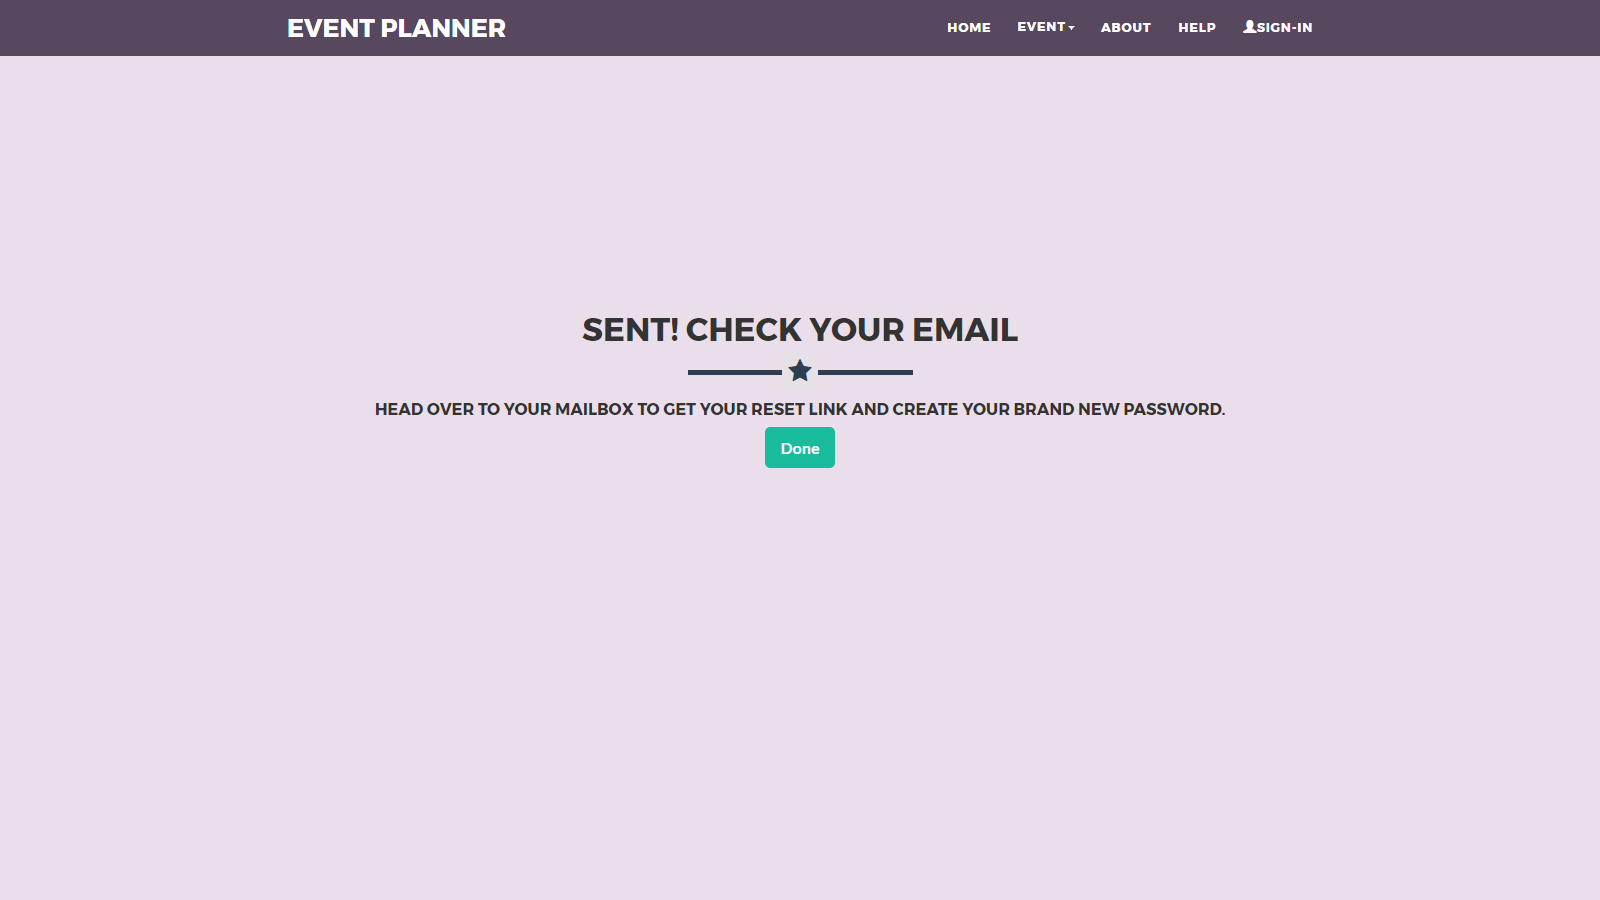 EVENT PLANNER
HOME
EVENT
ABOUT
HELP
SIGN-IN
SENT! CHECK YOUR EMAIL
HEAD OVER TO YOUR MAILBOX TO GET YOUR RESET LINK AND CREATE YOUR BRAND NEW PASSWORD.
Done